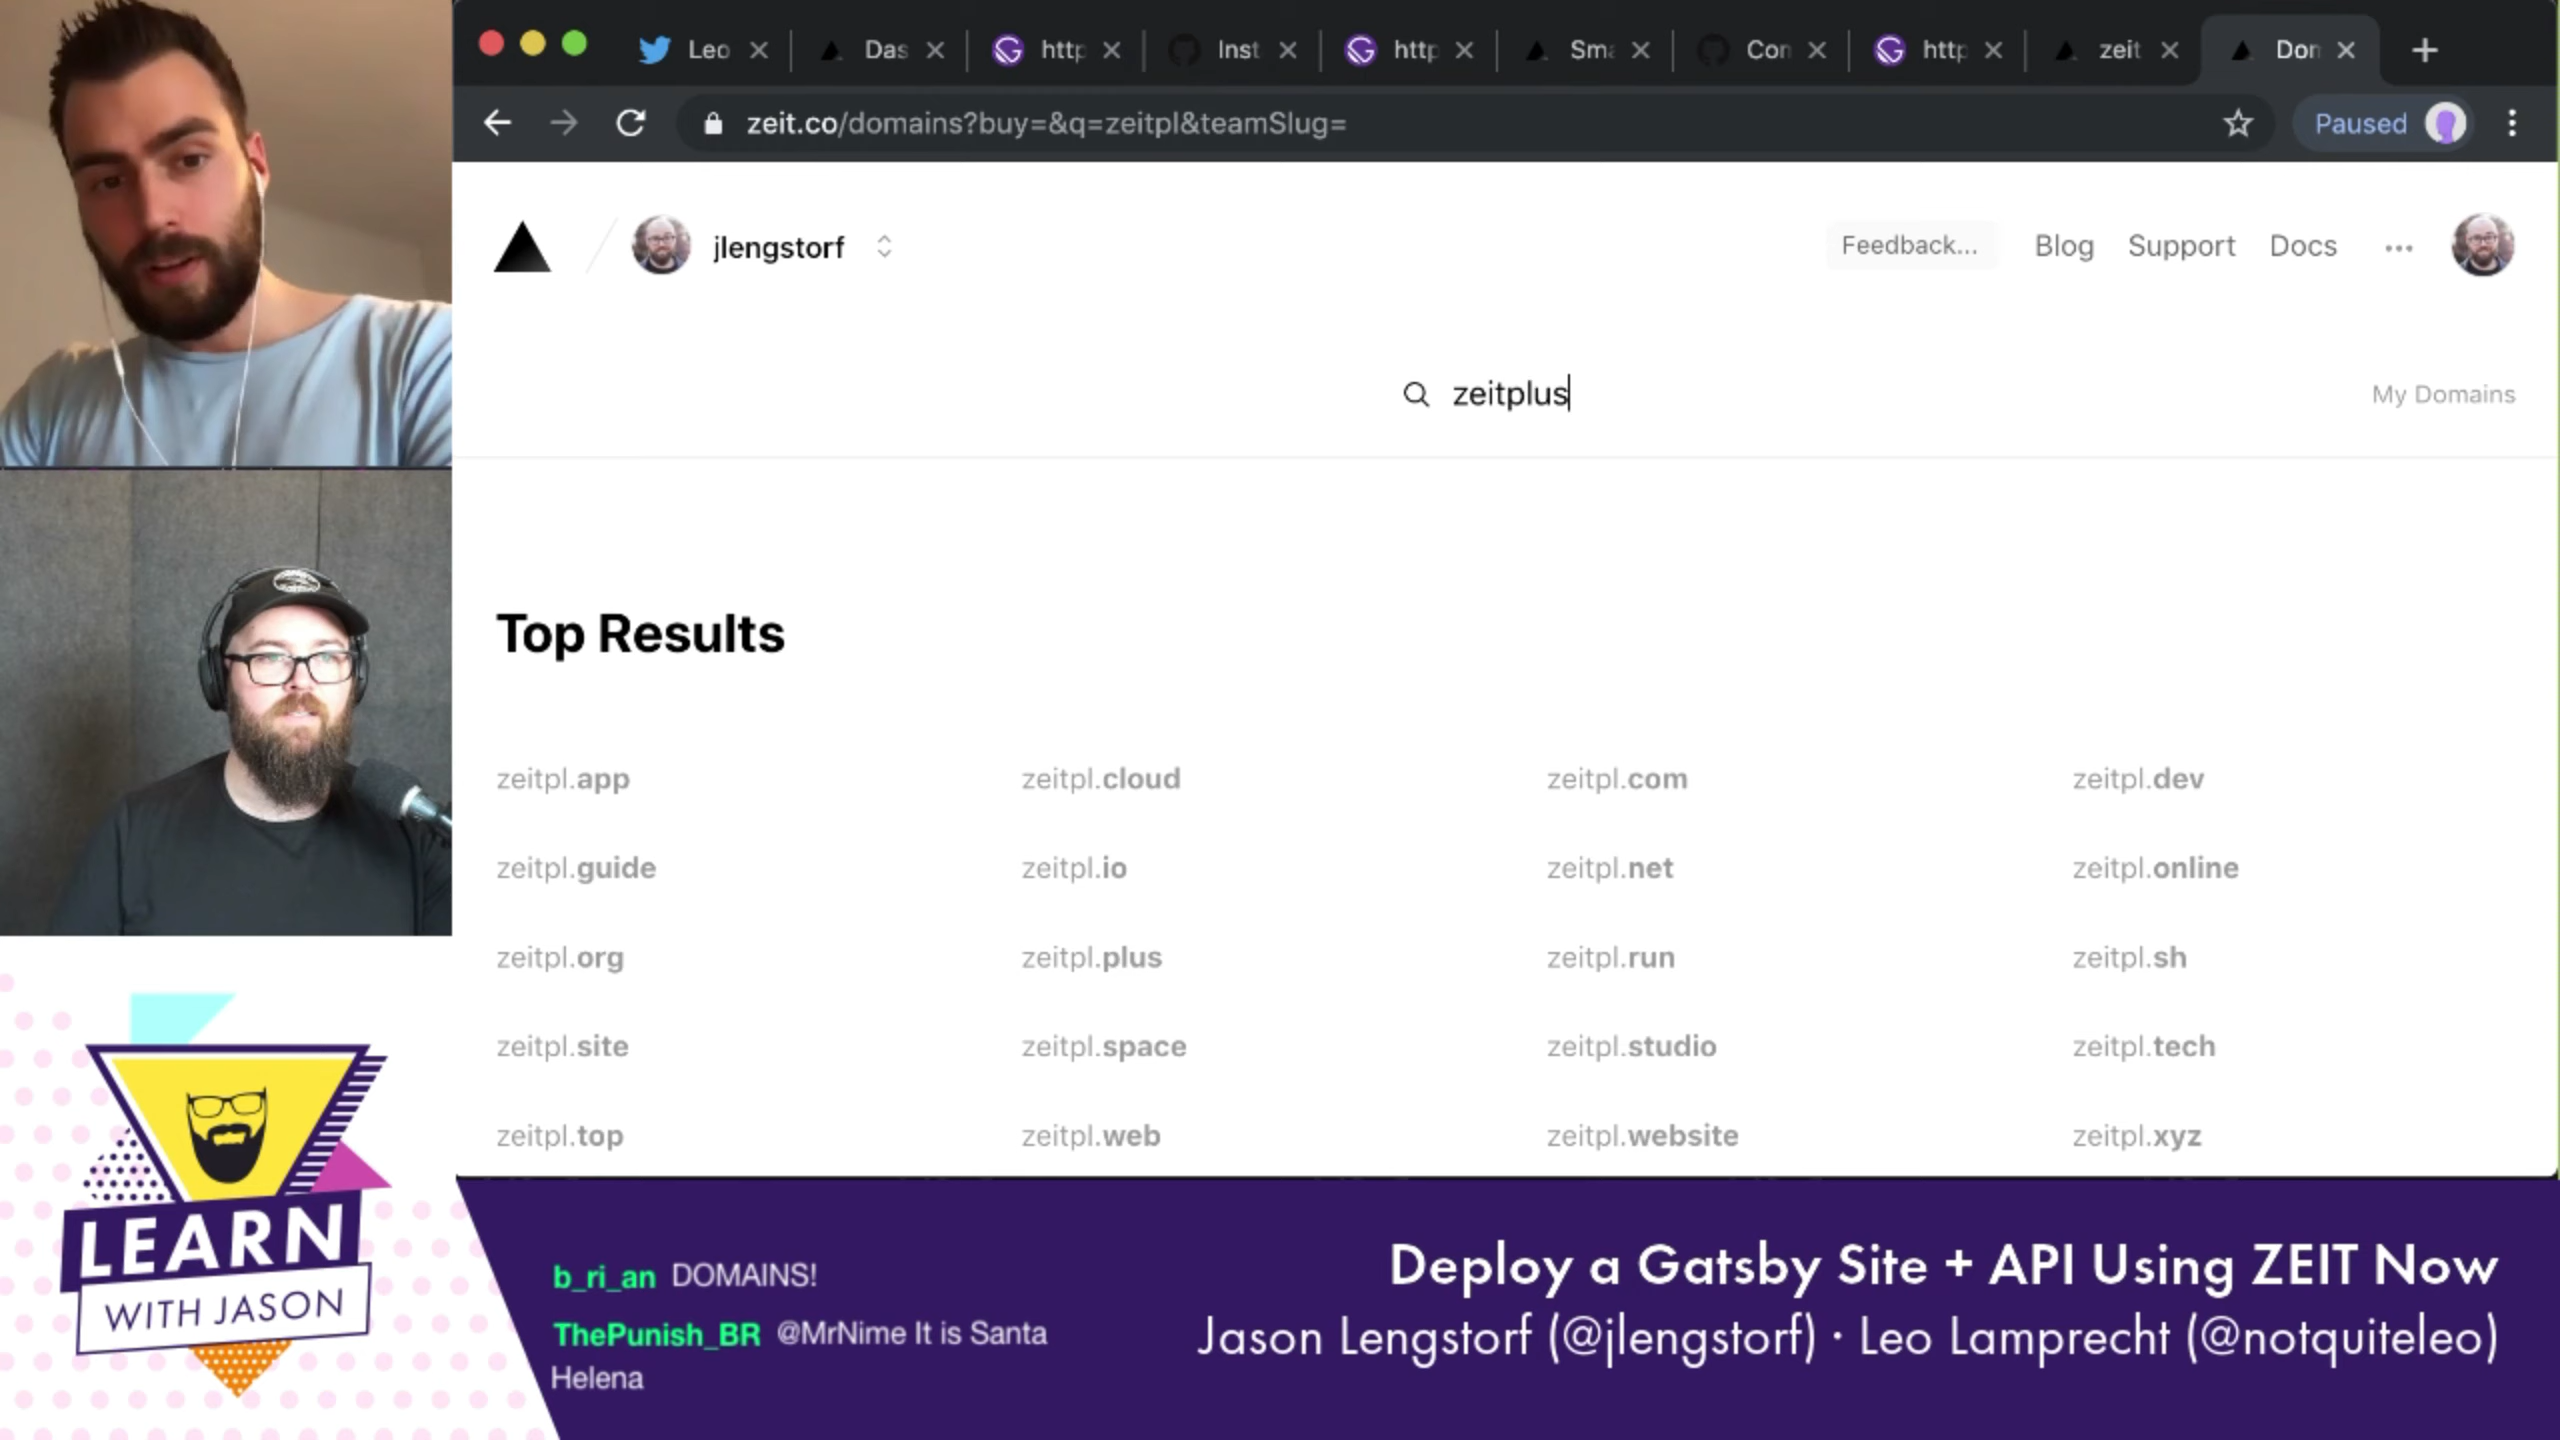 Leo
Das
http
Inst
http
Sma
Con
http
zeit
Don
zeit.co/domains?buy=&q=zeitpl&teamSlug=
Paused
jlengstorf
Feedback...
Blog
Support
Docs
zeitplus
My Domains
Top Results
zeitpl.app
zeitpl.cloud
zeitpl.com
zeitpl.dev
zeitpl.guide
zeitpl.io
zeitpl.net
zeitpl.online
zeitpl.org
zeitpl.plus
zeitpl.run
zeitpl.sh
zeitpl.site
zeitpl.space
zeitpl.studio
zeitpl.tech
zeitpl.top
zeitpl.web
zeitpl.website
zeitpl.xyz
LEARN
WITH JASON
b_ri_an DOMAINS!
ThePunish_BR @MrNime It is Santa
Helena
Deploy a Gatsby Site + API Using ZEIT Now
Jason Lengstorf (@jlengstorf) · Leo Lamprecht (@notquiteleo)